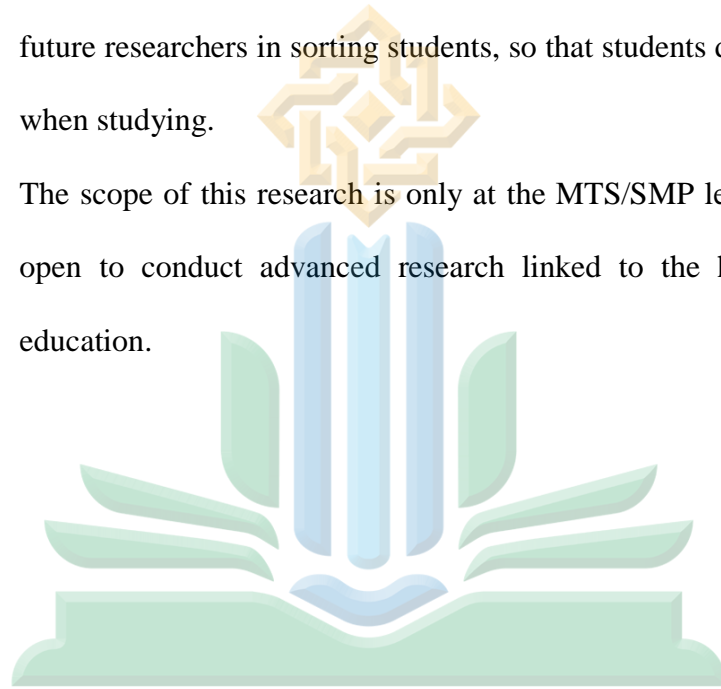 future researchers in sorting students, so that students
when studying.
The scope of this research is only at the MTS/SMP
open to conduct advanced research linked to the
education.